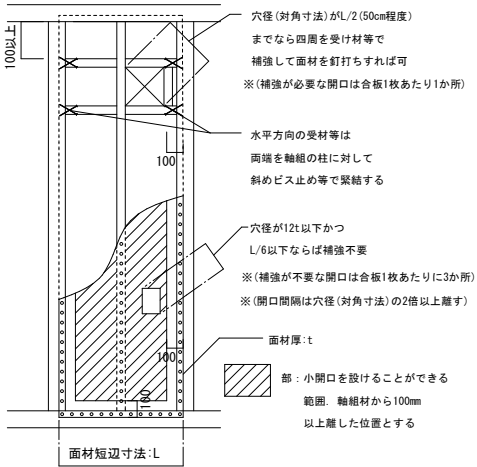 穴径(対角寸法)がL/2(50cm程度)
までなら四周を受け材等で
補強して面材を釘打ちすれば可
※(補強が必要な開口は合板1枚あたり1か所)
100以上
水平方向の受材等は
両端を軸組の柱に対して
斜めビス止め等で緊結する
100
穴径が12t以下かつ
L/6以下ならば補強不要
※(補強が不要な開口は合板1枚あたりに3か所)
※(開口間隔は穴径(対角寸法)の2倍以上離す)
面材厚:t
100
部：小開口を設けることができる
範囲. 軸組材から100mm
以上離した位置とする
100
面材短辺寸法:L